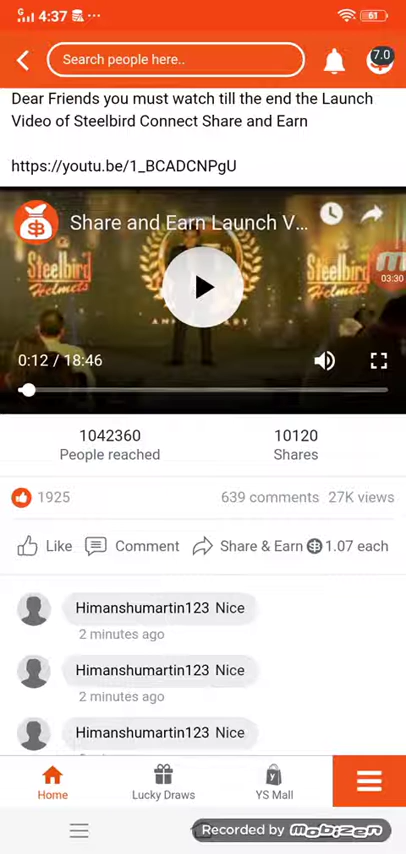 4:37
61
Search people here..
7.0
Dear Friends you must watch till the end the Launch
Video of Steelbird Connect Share and Earn
https://youtu.be/1_BCADCNPgU
Share and Earn Launch V...
Steelbird
Helmets
Steelbird
Helmets
03:30
0:12 / 18:46
1042360
People reached
10120
Shares
1925
639 comments 27K views
Like
Comment
Share & Earn
1.07 each
Himanshumartin123 Nice
2 minutes ago
Himanshumartin123 Nice
2 minutes ago
Himanshumartin123 Nice
Home
Lucky Draws
YS Mall
Recorded by MOBIZEN